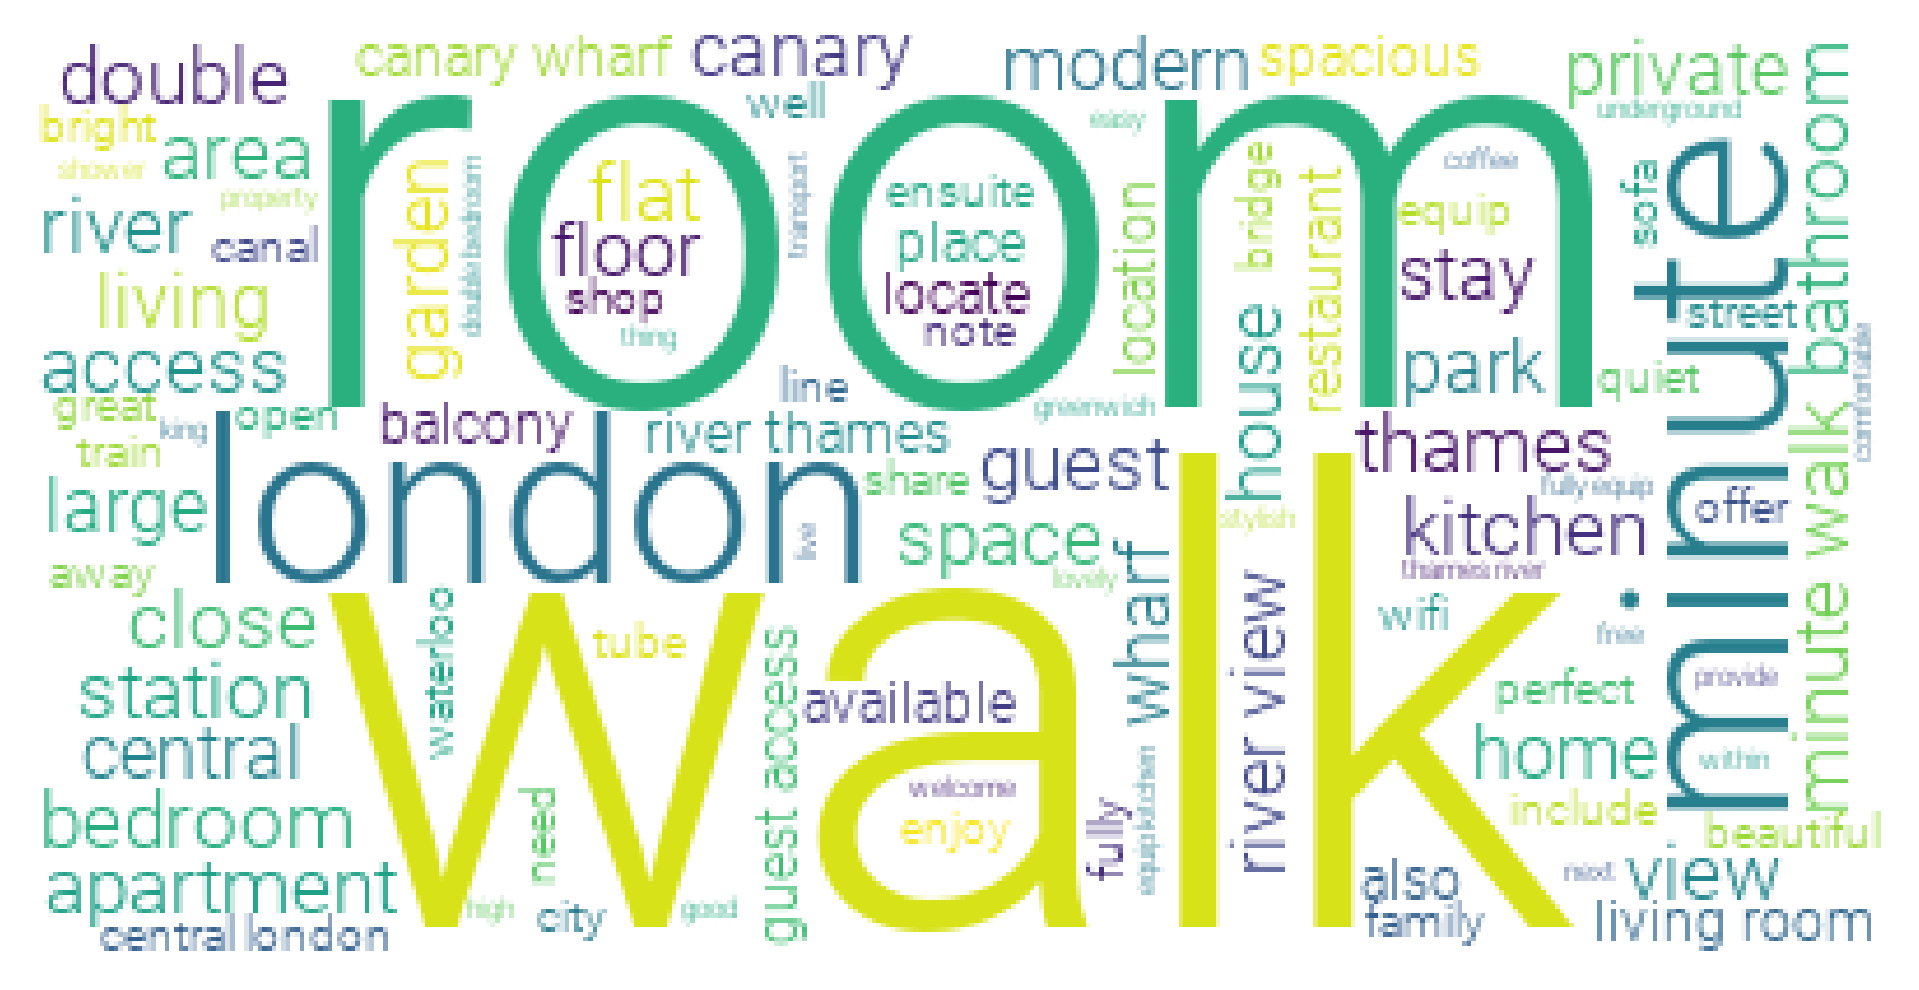 double
canary wharf
canary
modern
spacious
private
bright
area
well
easy
underground
shower
property
river
canal
garden
double bedroom
room
flat
floor
shop
thing
transport
ensuite
place
locate
note
location
bridge
restaurant
coffee
equip
stay
sofa
minute
street
minute walk
bathroom
living
access
great
king
open
train
balcony
line
river thames
greenwich
house
park
quiet
comfortable
large
london
live
share
guest
space
lovely
stylish
thames
fully equip
kitchen
thames river
offer
away
close
waterloo
tube
walk
wharf
river view
wifi
free
station
guest access
available
perfect
provide
central
home
within
bedroom
need
welcome
enjoy
fully
equip kitchen
include
beautiful
apartment
high
city
good
also
next
view
central london
family
living room